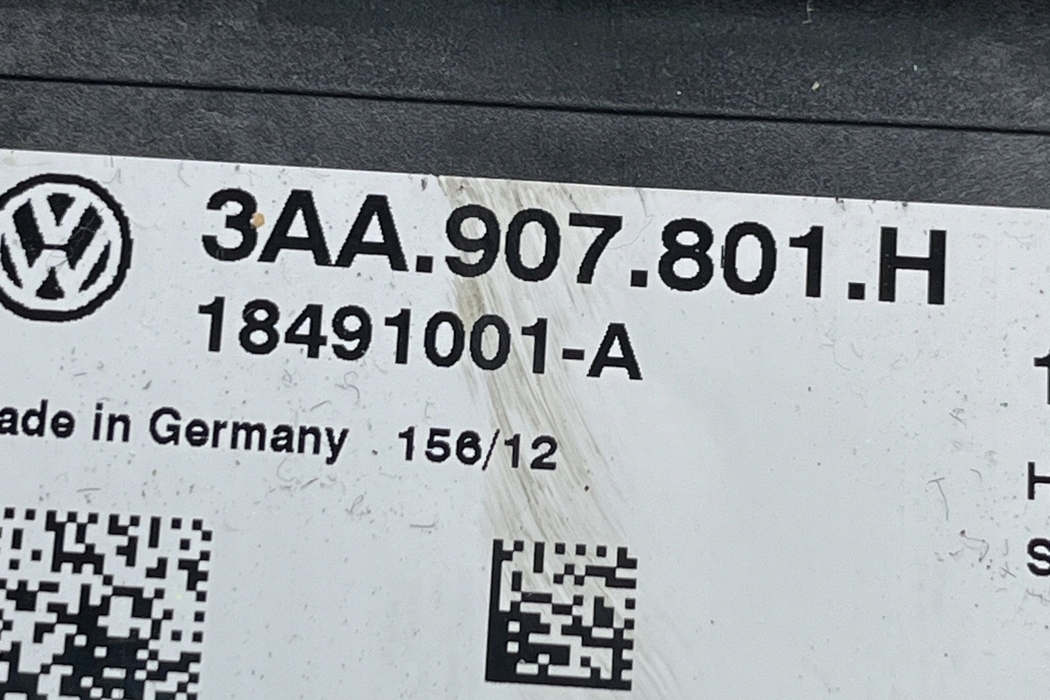 3AA.907.801.H
18491001-A
ade in Germany 156/12